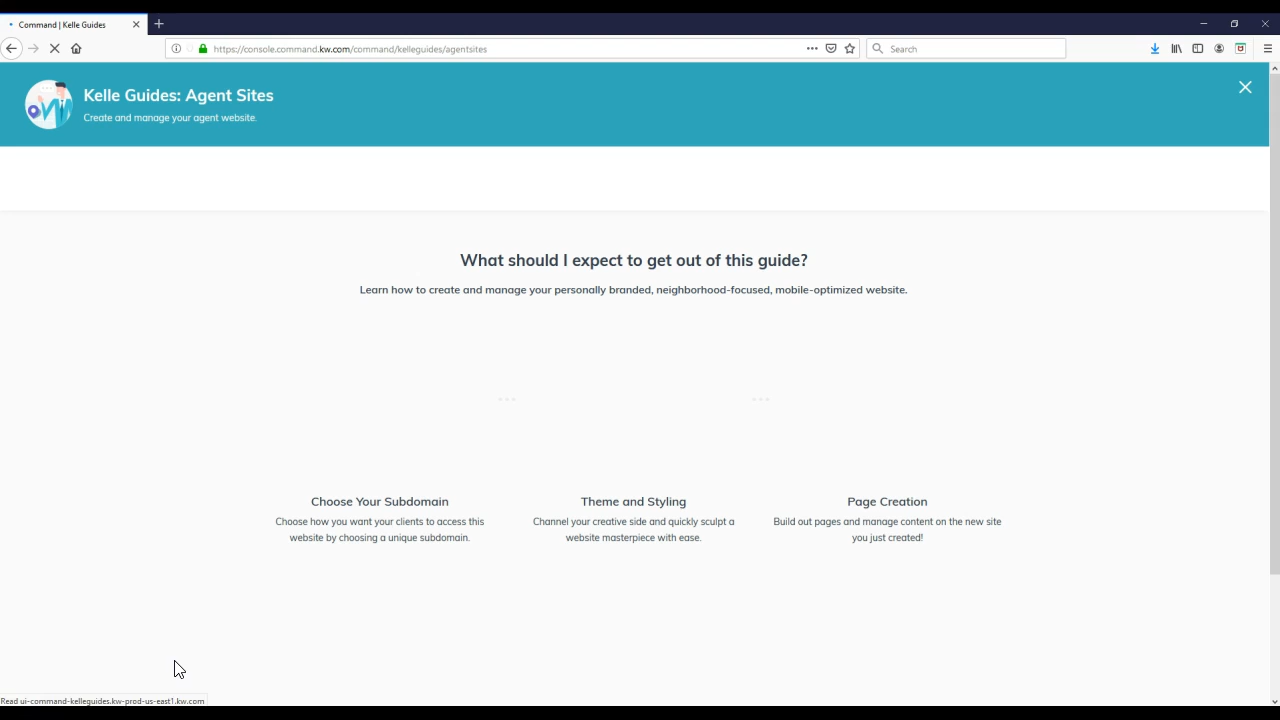 Command | Kelle Guides
https://console.command.kw.com/command/kelleguides/agentsites
Search
Kelle Guides: Agent Sites
Create and manage your agent website.
What should I expect to get out of this guide?
Learn how to create and manage your personally branded, neighborhood-focused, mobile-optimized website.
Choose Your Subdomain
Choose how you want your clients to access this
website by choosing a unique subdomain.
Theme and Styling
Channel your creative side and quickly sculpt a
website masterpiece with ease.
Page Creation
Build out pages and manage content on the new site
you just created!
Read ui-command-kelleguides.kw-prod-us-east1.kw.com